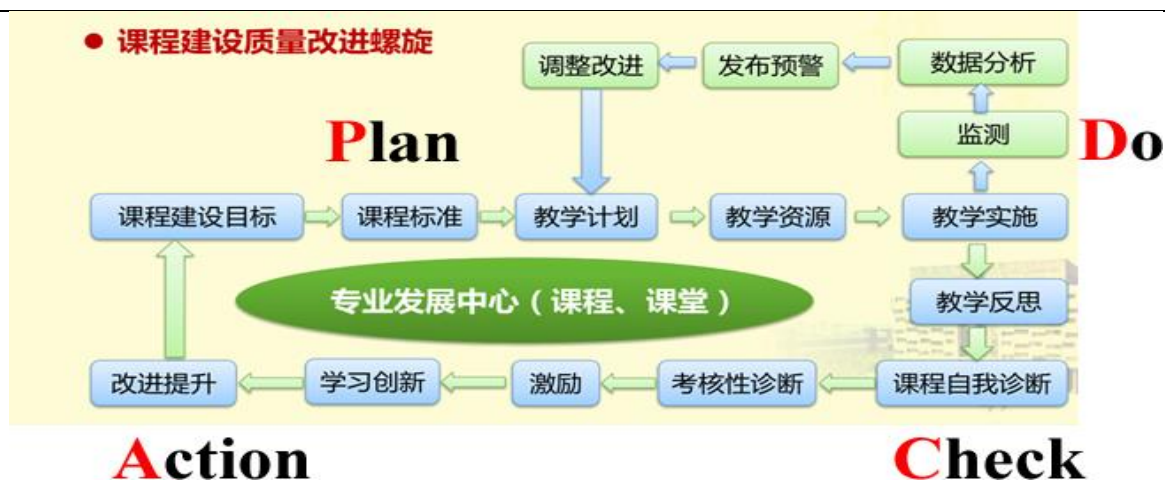 ● 课程建设质量改进螺旋
调整改进
发布预警
数据分析
Plan
监测
Do
课程建设目标
课程标准
教学计划
教学资源
教学实施
专业发展中心（课程、课堂）
教学反思
改进提升
学习创新
激励
考核性诊断
课程自我诊断
Action
Check